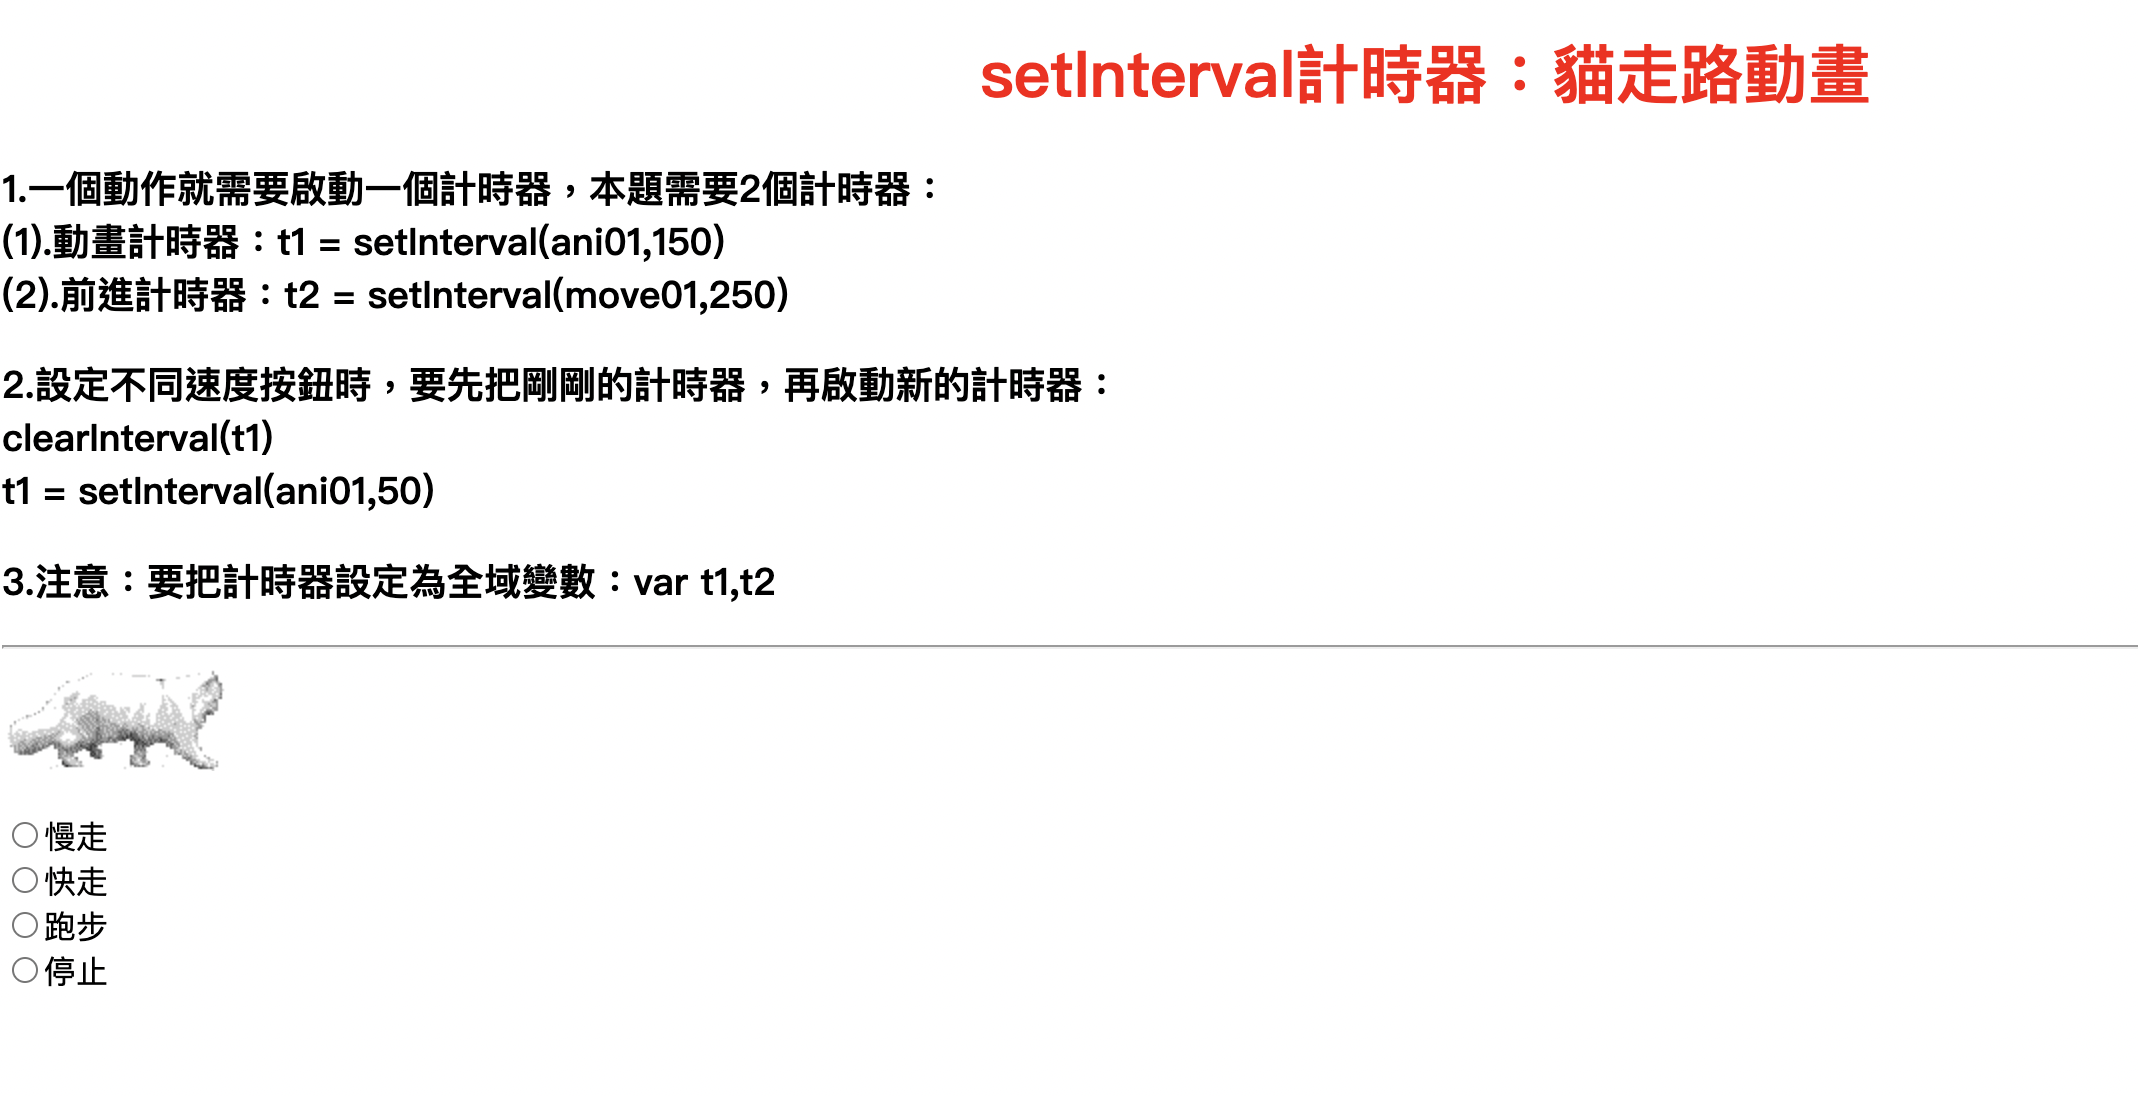 setInterval計時器：貓走路動畫
1.一個動作就需要啟動一個計時器，本題需要2個計時器：
(1).動畫計時器：t1 = setInterval(ani01,150)
(2).前進計時器：t2 = setInterval(move01,250)
2.設定不同速度按鈕時，要先把剛剛的計時器，再啟動新的計時器：
clearInterval(t1)
t1 = setInterval(ani01,50)
3.注意：要把計時器設定為全域變數：var t1,t2
慢走
快走
跑步
停止